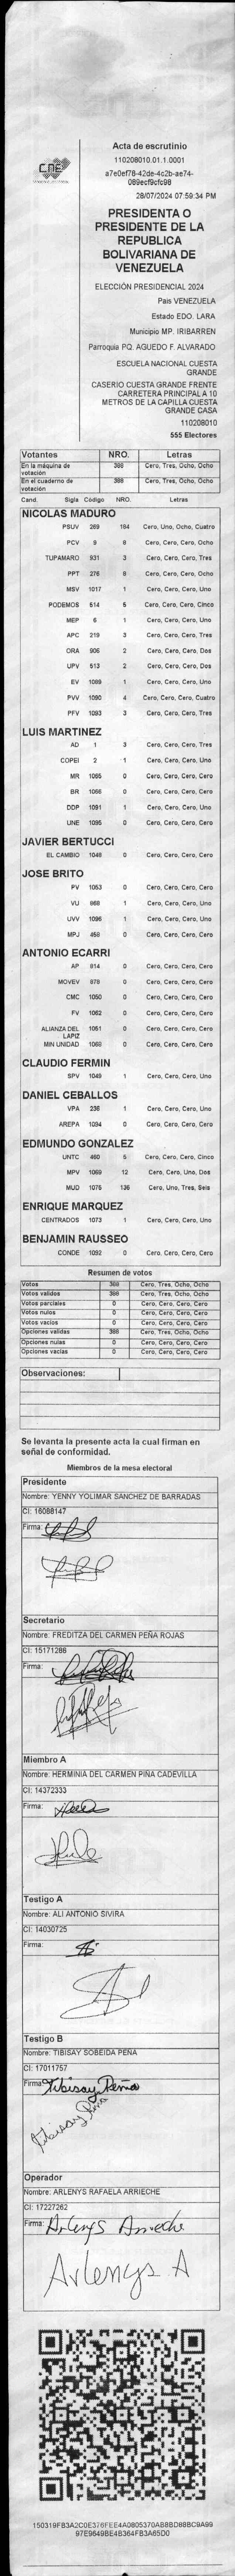 CNE
Acta de escrutinio
110208010.01.1.0001
a7e0ef78-42de-4c2b-ae74-
089ecf9cfc98
28/07/2024 07:59:34 PM
PRESIDENTA O
PRESIDENTE DE LA
REPUBLICA
BOLIVARIANA DE
VENEZUELA
ELECCIÓN PRESIDENCIAL 2024
Pais VENEZUELA
Estado EDO. LARA
Municipio MP. IRIBARREN
Parroquia PQ. AGUEDO F. ALVARADO
ESCUELA NACIONAL CUESTA
GRANDE
CASERIO CUESTA GRANDE FRENTE
CARRETERA PRINCIPAL A 10
METROS DE LA CAPILLA CUESTA
GRANDE CASA
110208010
555 Electores
Votantes NRO. Letras
En la máquina de votación 388 Cero, Tres, Ocho, Ocho
En el cuaderno de votación 388 Cero, Tres, Ocho, Ocho
Cand. Sigla Código NRO. Letras
NICOLAS MADURO
PSUV 269 184 Cero, Uno, Ocho, Cuatro
PCV 9 8 Cero, Cero, Cero, Ocho
TUPAMARO 931 3 Cero, Cero, Cero, Tres
PPT 276 8 Cero, Cero, Cero, Ocho
MSV 1017 1 Cero, Cero, Cero, Uno
PODEMOS 514 5 Cero, Cero, Cero, Cinco
MEP 6 1 Cero, Cero, Cero, Uno
APC 219 3 Cero, Cero, Cero, Tres
ORA 906 2 Cero, Cero, Cero, Dos
UPV 513 2 Cero, Cero, Cero, Dos
EV 1089 1 Cero, Cero, Cero, Uno
PVV 1090 4 Cero, Cero, Cero, Cuatro
PFV 1093 3 Cero, Cero, Cero, Tres
LUIS MARTINEZ
AD 1 3 Cero, Cero, Cero, Tres
COPEI 2 1 Cero, Cero, Cero, Uno
MR 1065 0 Cero, Cero, Cero, Cero
BR 1056 0 Cero, Cero, Cero, Cero
DDP 1091 1 Cero, Cero, Cero, Uno
UNE 1095 0 Cero, Cero, Cero, Cero
JAVIER BERTUCCI
EL CAMBIO 1048 0 Cero, Cero, Cero, Cero
JOSE BRITO
PV 1053 0 Cero, Cero, Cero, Cero
VU 868 1 Cero, Cero, Cero, Uno
UVV 1096 1 Cero, Cero, Cero, Uno
MPJ 458 0 Cero, Cero, Cero, Cero
ANTONIO ECARRI
AP 814 0 Cero, Cero, Cero, Cero
MOVEV 978 0 Cero, Cero, Cero, Cero
CMC 1050 0 Cero, Cero, Cero, Cero
FV 1052 0 Cero, Cero, Cero, Cero
ALIANZA DEL LAPIZ 1051 0 Cero, Cero, Cero, Cero
MIN UNIDAD 1068 0 Cero, Cero, Cero, Cero
CLAUDIO FERMIN
SPV 1049 1 Cero, Cero, Cero, Uno
DANIEL CEBALLOS
VPA 236 1 Cero, Cero, Cero, Uno
AREPA 1094 0 Cero, Cero, Cero, Cero
EDMUNDO GONZALEZ
UNTC 460 5 Cero, Cero, Cero, Cinco
MPV 1069 12 Cero, Cero, Uno, Dos
MUD 1075 136 Cero, Uno, Tres, Seis
ENRIQUE MARQUEZ
CENTRADOS 1073 1 Cero, Cero, Cero, Uno
BENJAMIN RAUSSEO
CONDE 1092 0 Cero, Cero, Cero, Cero
Resumen de votos
Votos 388 Cero, Tres, Ocho, Ocho
Votos validos 388 Cero, Tres, Ocho, Ocho
Votos parciales 0 Cero, Cero, Cero, Cero
Votos nulos 0 Cero, Cero, Cero, Cero
Votos vacios 0 Cero, Cero, Cero, Cero
Opciones validas 388 Cero, Tres, Ocho, Ocho
Opciones nulas 0 Cero, Cero, Cero, Cero
Opciones vacias 0 Cero, Cero, Cero, Cero
Observaciones:
Se levanta la presente acta la cual firman en
señal de conformidad.
Miembros de la mesa electoral
Presidente
Nombre: YENNY YOLIMAR SANCHEZ DE BARRADAS
CI: 16088147
Firma:
Secretario
Nombre: FREDITZA DEL CARMEN PEÑA ROJAS
CI: 15171286
Firma:
Miembro A
Nombre: HERMINIA DEL CARMEN PIÑA CADEVILLA
CI: 14372333
Firma:
Testigo A
Nombre: ALI ANTONIO SIVIRA
CI: 14030725
Firma:
Testigo B
Nombre: TIBISAY SOBEIDA PEÑA
CI: 17011757
Firma: Tibisay Peña
Tibisay Peña
Operador
Nombre: ARLENYS RAFAELA ARRIECHE
CI: 17227262
Firma: Arlenys Arrieche
Arlenys A
150319FB3A2C0E376FEE4A0805370AB8BD88BC9A99
97E9649BE4B364FB3A65D0